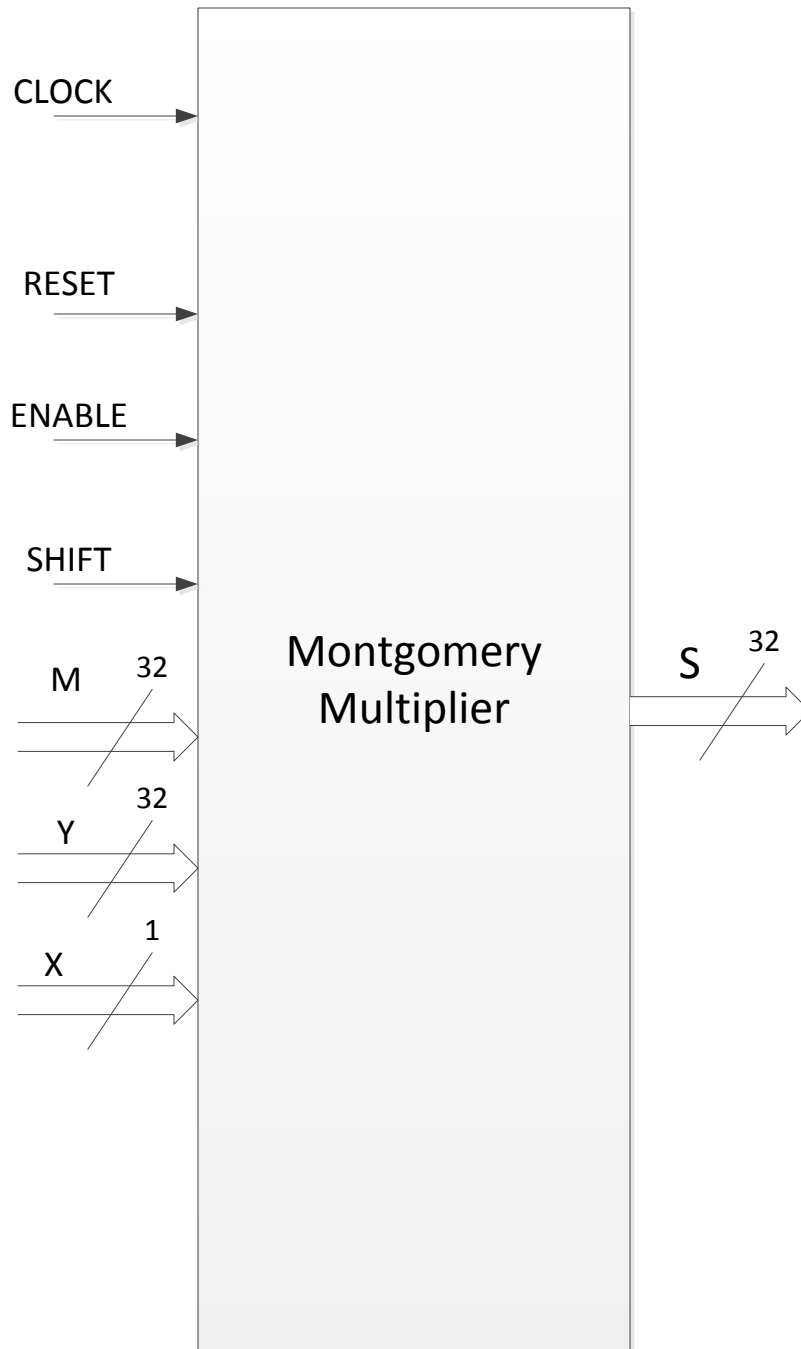 CLOCK
RESET
ENABLE
SHIFT
Montgomery
Multiplier
M
32
S
32
Y
32
X
1